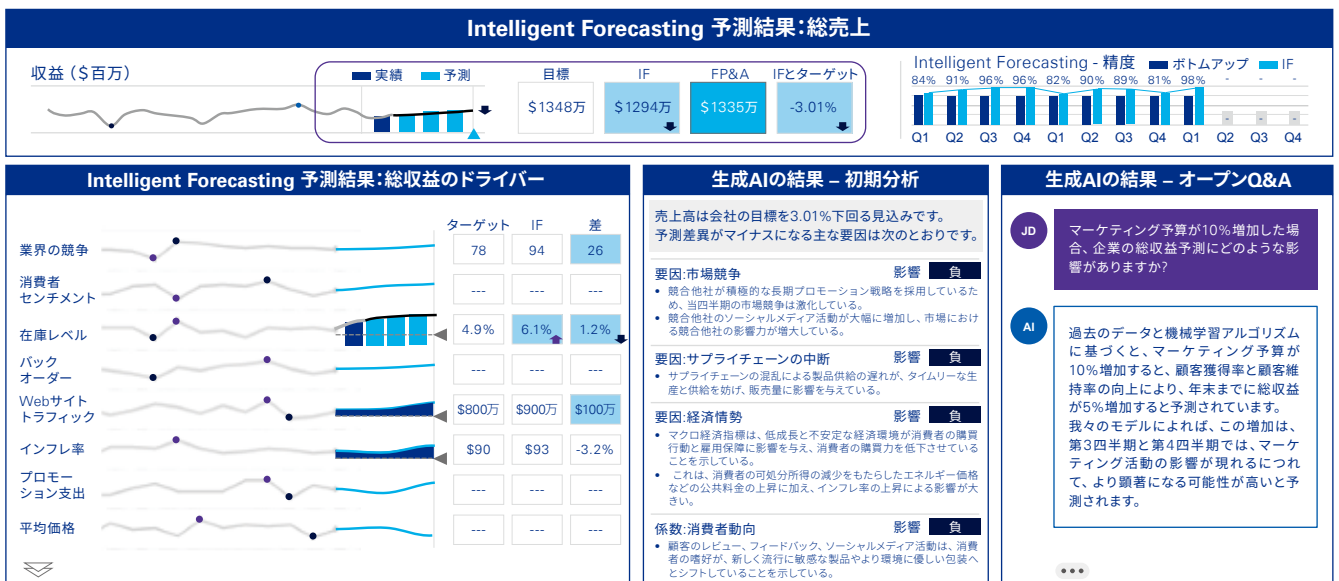 Intelligent Forecasting 予測結果：総売上
収益（＄百万）
実績 予測
目標 IF FP&A IFとターゲット
$1348万 $1294万 $1335万 -3.01%
Intelligent Forecasting - 精度 ボトムアップ IF
84% 91% 96% 96% 82% 90% 89% 81% 98% - - -
- - -
Q1 Q2 Q3 Q4 Q1 Q2 Q3 Q4 Q1 Q2 Q3 Q4
Intelligent Forecasting 予測結果：総収益のドライバー
ターゲット IF 差
業界の競争 78 94 26
消費者
センチメント --- --- ---
在庫レベル 4.9% 6.1% 1.2%
バック
オーダー --- --- ---
Webサイト
トラフィック $800万 $900万 $100万
インフレ率 $90 $93 -3.2%
プロモー
ション支出 --- --- ---
平均価格 --- --- ---
生成AIの結果 – 初期分析
売上高は会社の目標を3.01%下回る見込みです。
予測差異がマイナスになる主な要因は次のとおりです。
要因:市場競争 影響 負
• 競合他社が積極的な長期プロモーション戦略を採用しているた
め、当四半期の市場競争は激化している。
• 競合他社のソーシャルメディア活動が大幅に増加し、市場におけ
る競合他社の影響力が増大している。
要因:サプライチェーンの中断 影響 負
• サプライチェーンの混乱による製品供給の遅れが、タイムリーな生
産と供給を妨げ、販売量に影響を与えている。
要因:経済情勢 影響 負
• マクロ経済指標は、低成長と不安定な経済環境が消費者の購買
行動と雇用保障に影響を与え、消費者の購買力を低下させている
ことを示している。
• これは、消費者の可処分所得の減少をもたらしたエネルギー価格
などの公共料金の上昇に加え、インフレ率の上昇による影響が大
きい。
係数:消費者動向 影響 負
• 顧客のレビュー、フィードバック、ソーシャルメディア活動は、消費
者の嗜好が、新しく流行に敏感な製品やより環境に優しい包装へ
とシフトしていることを示している。
生成AIの結果 – オープンQ&A
JD
マーケティング予算が10%増加した場
合、企業の総収益予測にどのような影
響がありますか?
AI
過去のデータと機械学習アルゴリズム
に基づくと、マーケティング予算が
10%増加すると、顧客獲得率と顧客維
持率の向上により、年末までに総収益
が5%増加すると予測されています。
我々のモデルによれば、この増加は、
第3四半期と第4四半期では、マーケ
ティング活動の影響が現れるにつれ
て、より顕著になる可能性が高いと予
測されます。